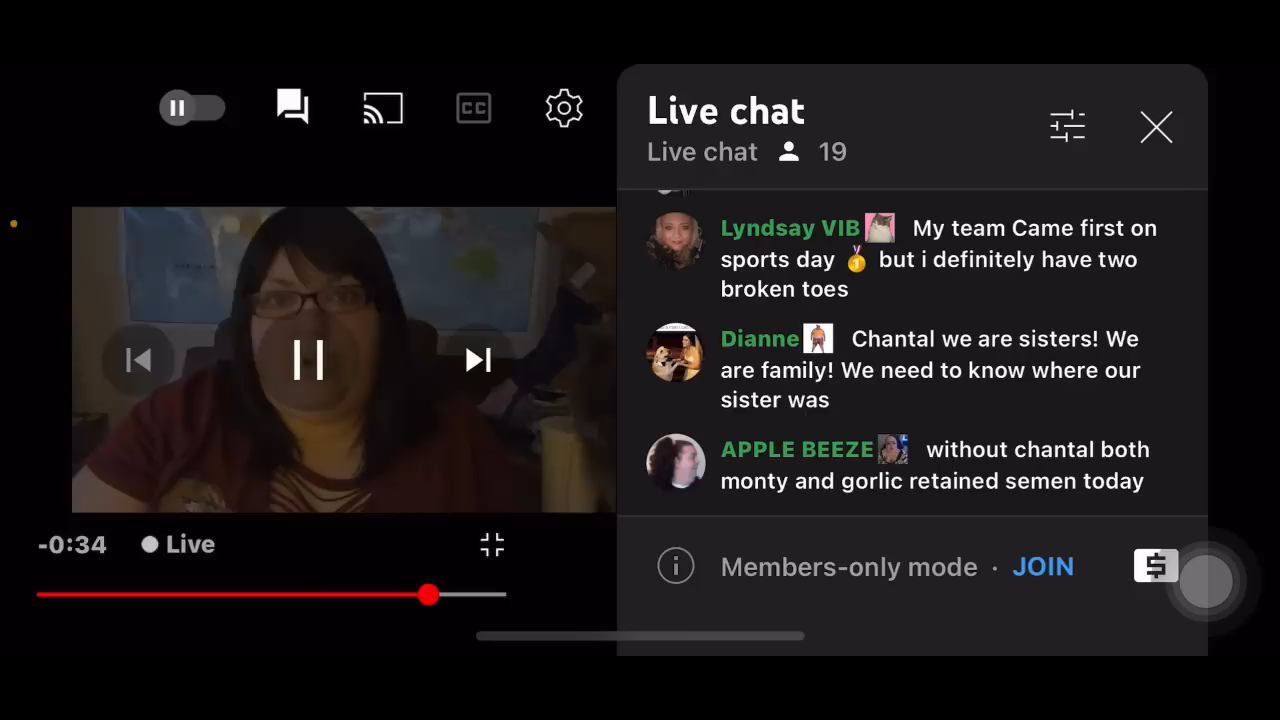 CC
Live chat
Live chat 19
Lyndsay VIB My team Came first on
sports day 🥇 but i definitely have two
broken toes
Dianne Chantal we are sisters! We
are family! We need to know where our
sister was
APPLE BEEZE without chantal both
monty and gorlic retained semen today
-0:34 Live
Members-only mode · JOIN $